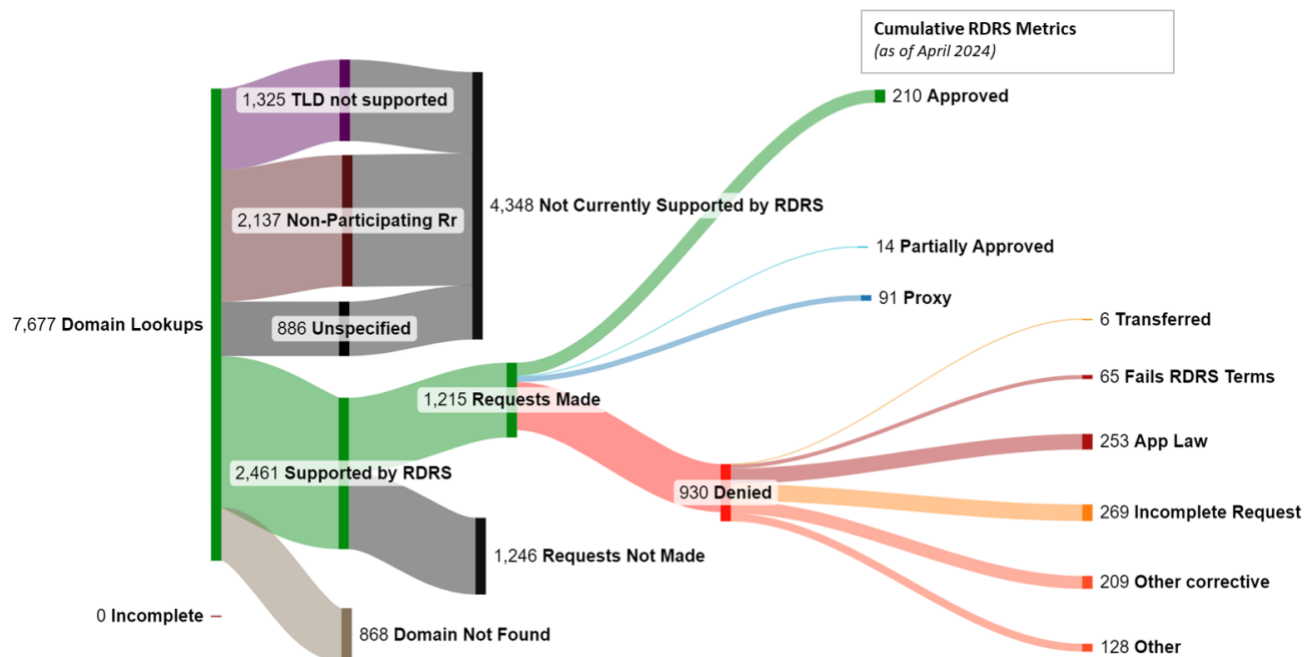 Cumulative RDRS Metrics
(as of April 2024)
210 Approved
1,325 TLD not supported
4,348 Not Currently Supported by RDRS
2,137 Non-Participating Rr
14 Partially Approved
91 Proxy
7,677 Domain Lookups
886 Unspecified
6 Transferred
65 Fails RDRS Terms
1,215 Requests Made
253 App Law
2,461 Supported by RDRS
930 Denied
269 Incomplete Request
1,246 Requests Not Made
209 Other corrective
0 Incomplete
868 Domain Not Found
128 Other